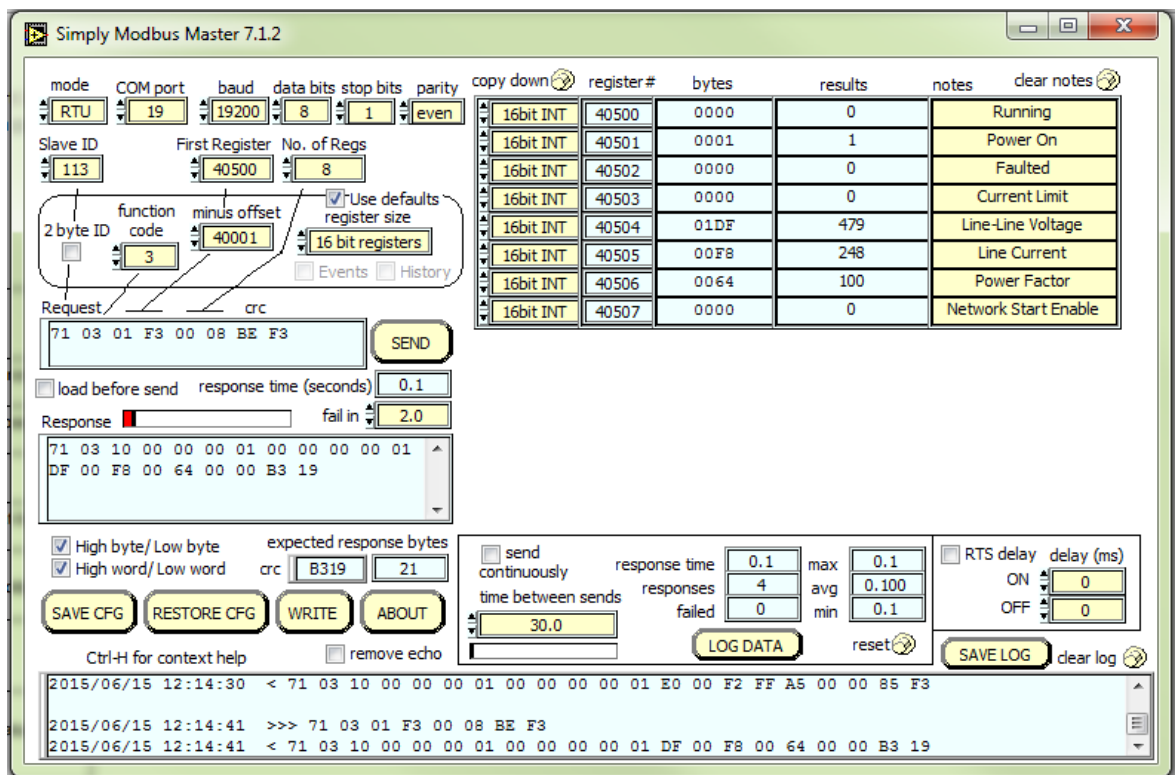 Simply Modbus Master 7.1.2
mode COM port baud data bits stop bits parity
RTU 19 19200 8 1 even
Slave ID First Register No. of Regs
113 40500 8
Use defaults
function minus offset register size
2 byte ID code 40001 16 bit registers
3
Events History
Request crc
71 03 01 F3 00 08 BE F3
SEND
load before send response time (seconds) 0.1
Response fail in 2.0
71 03 10 00 00 00 01 00 00 00 00 01
DF 00 F8 00 64 00 00 B3 19
copy down register# bytes results notes clear notes
16bit INT 40500 0000 0 Running
16bit INT 40501 0001 1 Power On
16bit INT 40502 0000 0 Faulted
16bit INT 40503 0000 0 Current Limit
16bit INT 40504 01DF 479 Line-Line Voltage
16bit INT 40505 00F8 248 Line Current
16bit INT 40506 0064 100 Power Factor
16bit INT 40507 0000 0 Network Start Enable
High byte/Low byte expected response bytes
High word/Low word crc B319 21
SAVE CFG RESTORE CFG WRITE ABOUT
Ctrl-H for context help remove echo
send
continuously
time between sends
30.0
response time 0.1 max 0.1
responses 4 avg 0.100
failed 0 min 0.1
LOG DATA reset
RTS delay delay (ms)
ON 0
OFF 0
SAVE LOG clear log
2015/06/15 12:14:30 < 71 03 10 00 00 00 01 00 00 00 00 01 E0 00 F2 FF A5 00 00 85 F3
2015/06/15 12:14:41 >>> 71 03 01 F3 00 08 BE F3
2015/06/15 12:14:41 < 71 03 10 00 00 00 01 00 00 00 00 01 DF 00 F8 00 64 00 00 B3 19